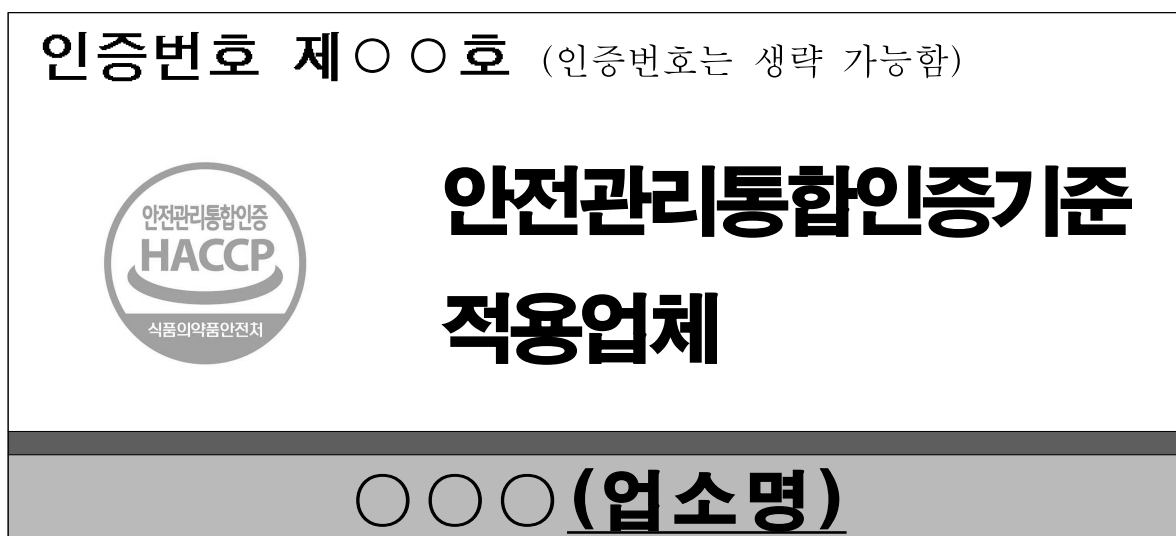 인증번호 제○○호 (인증번호는 생략 가능함)
안전관리통합인증
HACCP
식품의약품안전처
안전관리통합인증기준
적용업체
○○○(업소명)